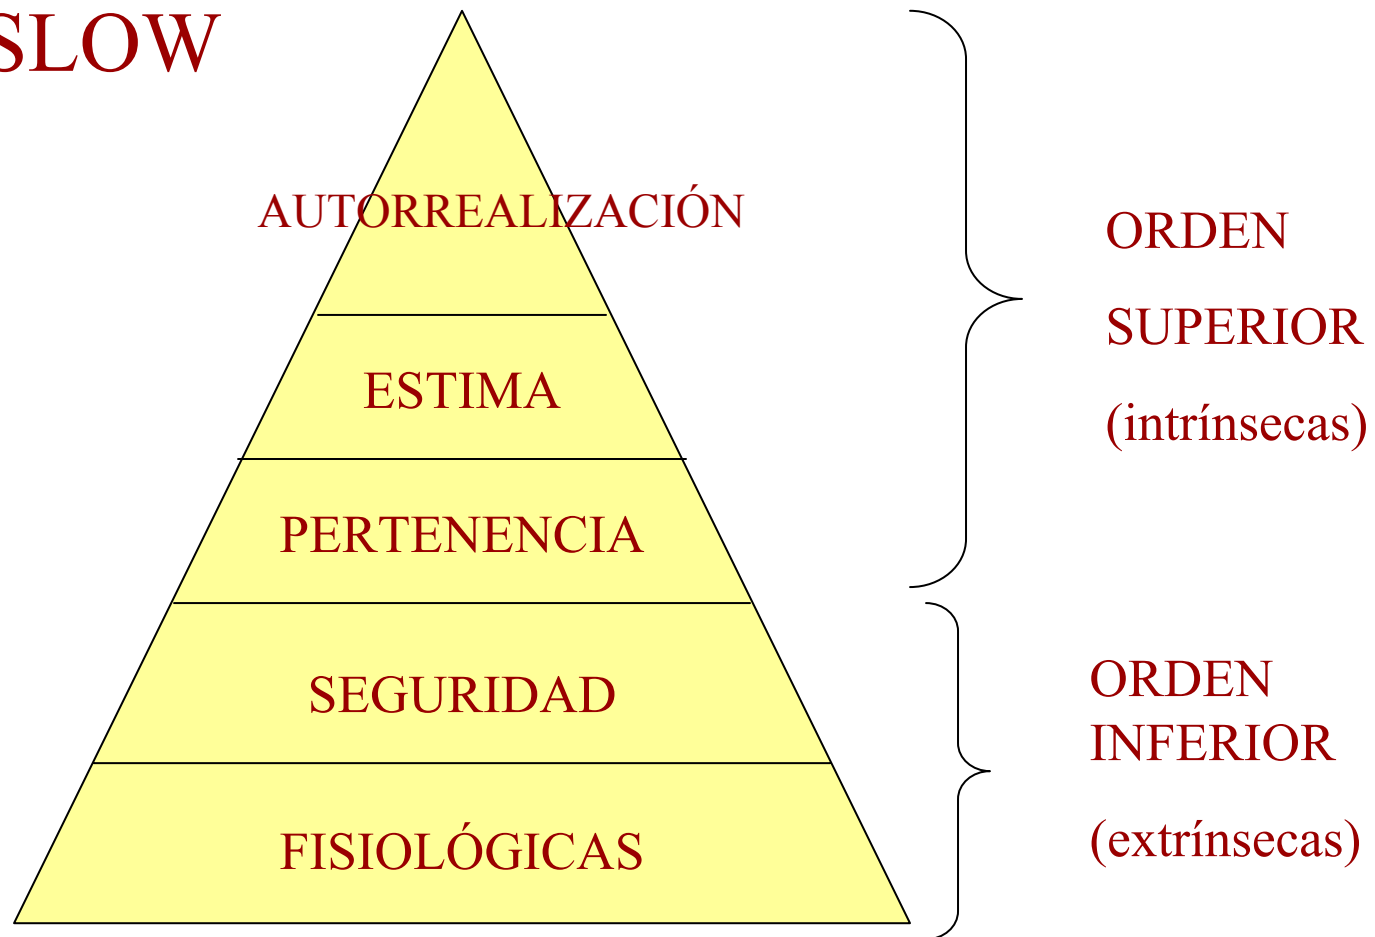 SLOW
AUTORREALIZACIÓN
ESTIMA
PERTENENCIA
SEGURIDAD
FISIOLÓGICAS
ORDEN
SUPERIOR
(intrínsecas)
ORDEN
INFERIOR
(extrínsecas)